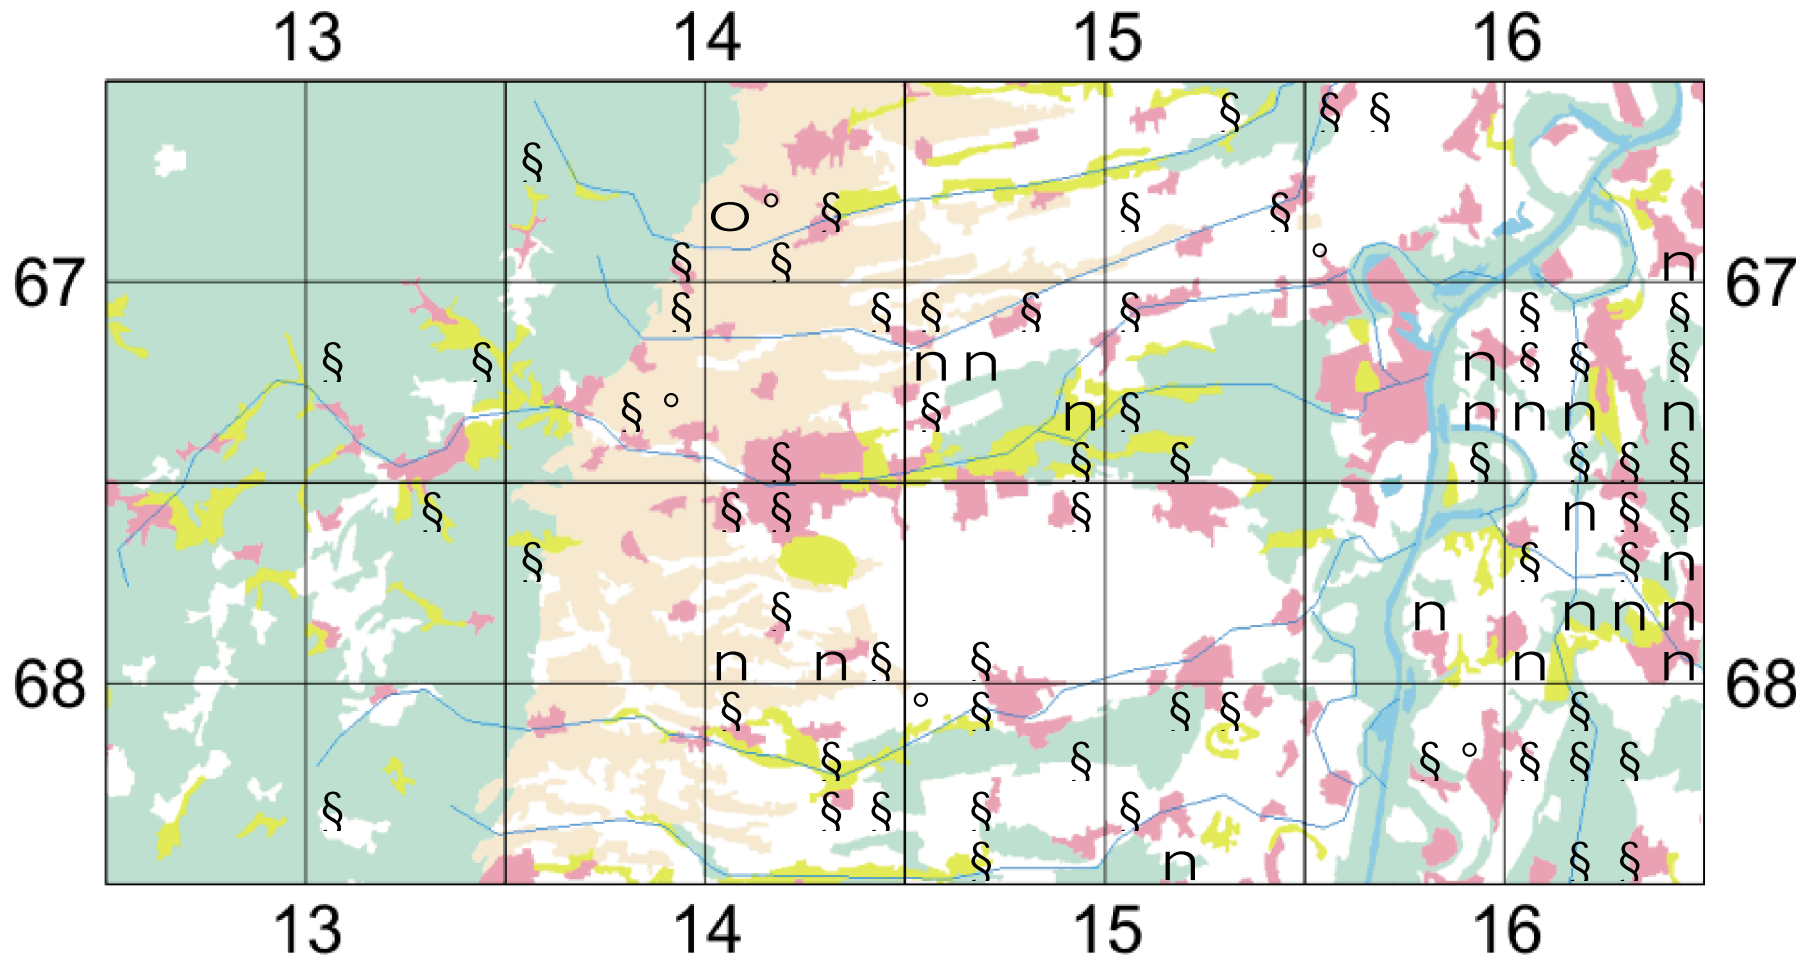 13 14 15 16
§ § §
§
O ° § § §
§ § ° n
67 67
§ § § § § § §
§ § n n n § § §
§ ° § n § n n n n
§ § § § § § §
§ § § § n § §
§ § § n
§ n n n n
n n § § n n
68 68
§ ° § § § §
§ § § ° § § §
§ § § § §
§ n § §
13 14 15 16